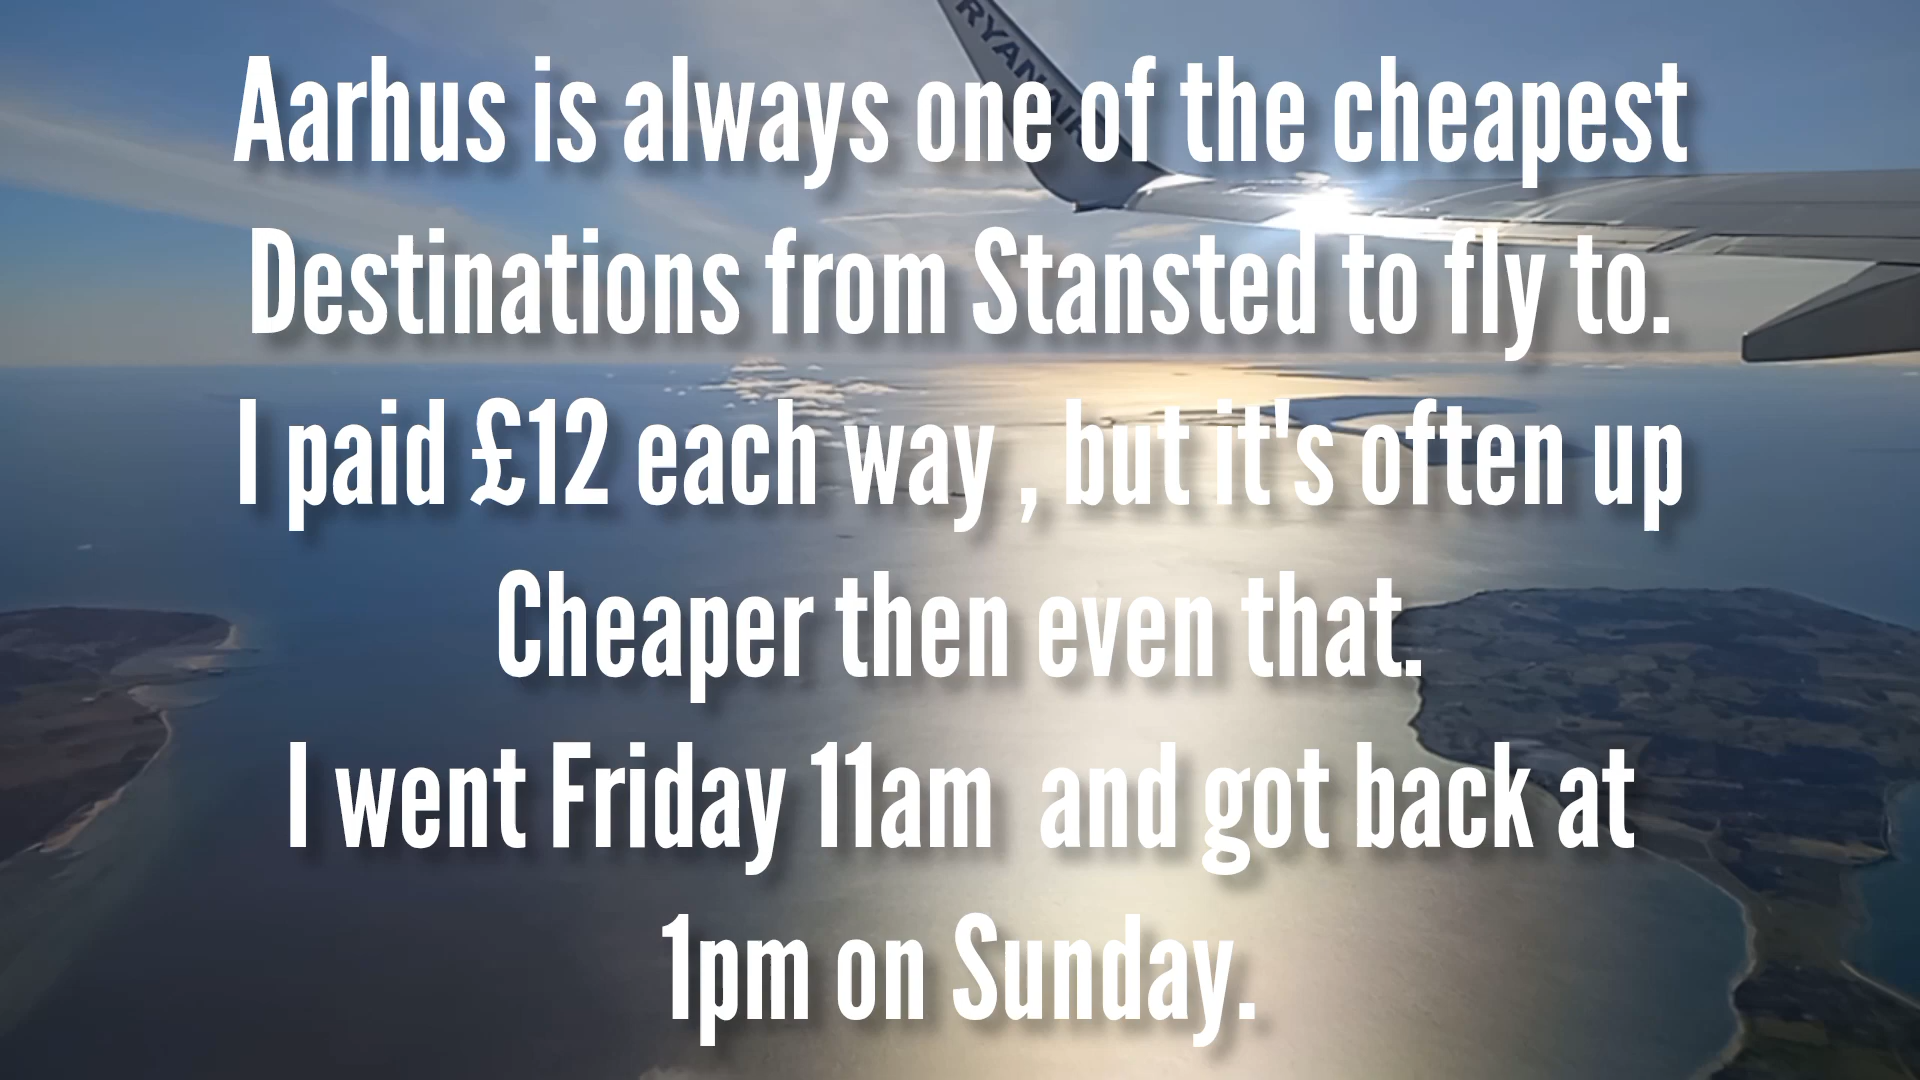 RYANAIR
Aarhus is always one of the cheapest
Destinations from Stansted to fly to.
I paid £12 each way , but it's often up
Cheaper then even that.
I went Friday 11am  and got back at
1pm on Sunday.